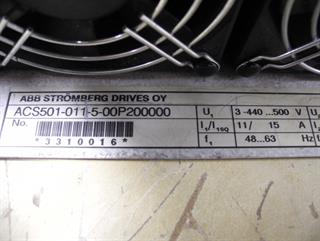 ABB STRÖMBERG DRIVES OY
ACS501-011-5-00P200000
No.
*3310016*
U1 3~440...500 V U2
I1/I1SQ 11/ 15 A I
f1 48...63 Hz f